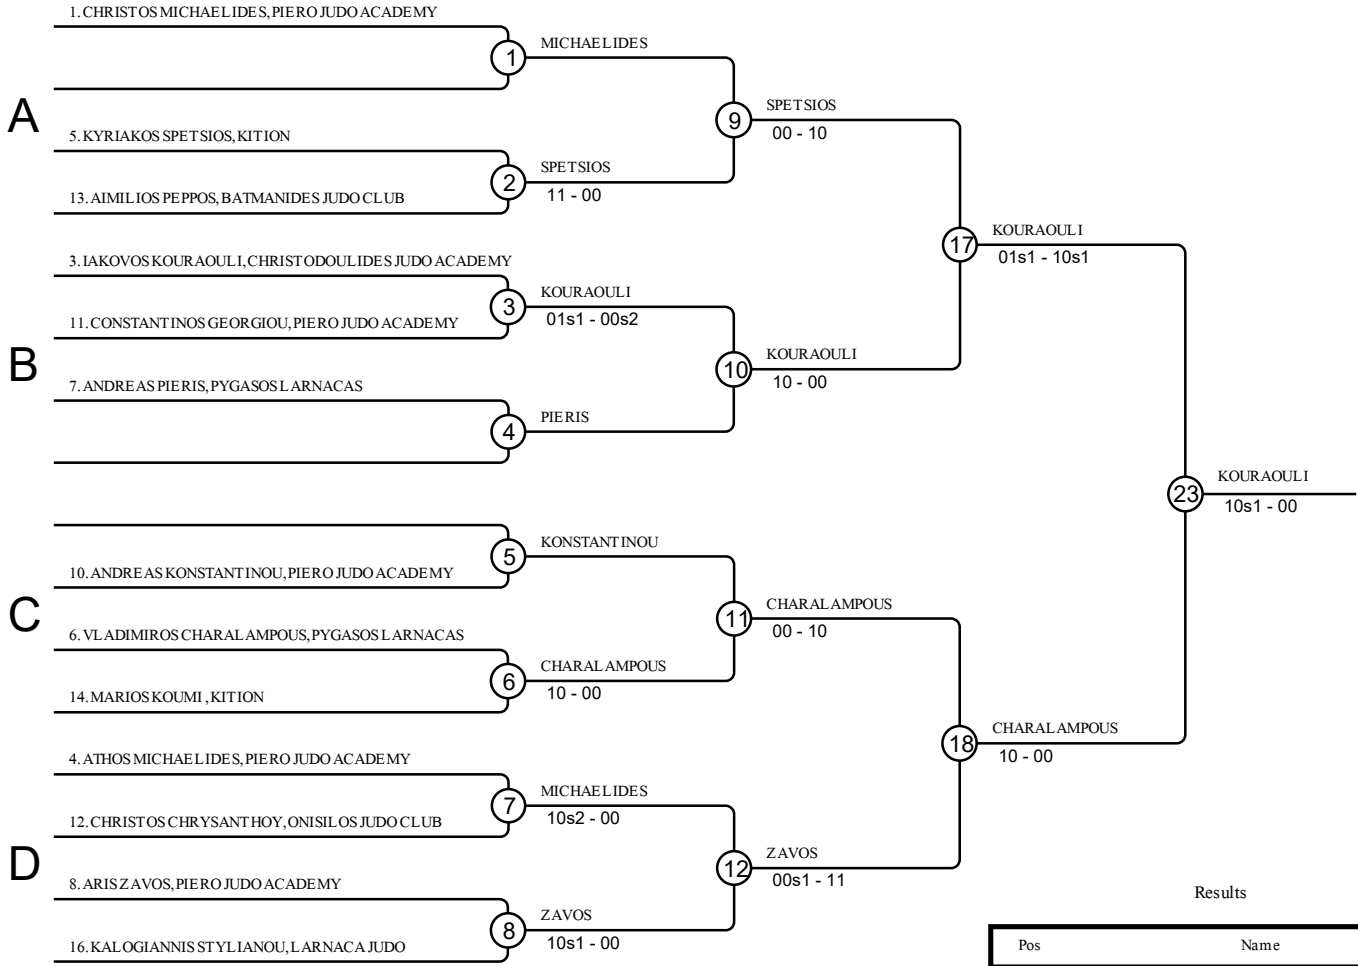 1. CHRISTOS MICHAELIDES, PIERO JUDO ACADEMY
1
MICHAELIDES
A
9
SPETSIOS
00 - 10
5. KYRIAKOS SPETSIOS, KITION
2
SPETSIOS
11 - 00
13. AIMILIOS PEPPOS, BATMANIDES JUDO CLUB
17
KOURAOULI
01s1 - 10s1
3. IAKOVOS KOURAOULI, CHRISTODOULIDES JUDO ACADEMY
3
KOURAOULI
01s1 - 00s2
11. CONSTANTINOS GEORGIOU, PIERO JUDO ACADEMY
B
10
KOURAOULI
10 - 00
7. ANDREAS PIERIS, PYGASOS LARNACAS
4
PIERIS
23
KOURAOULI
10s1 - 00
5
KONSTANTINOU
10. ANDREAS KONSTANTINOU, PIERO JUDO ACADEMY
C
11
CHARALAMPOUS
00 - 10
6. VLADIMIROS CHARALAMPOUS, PYGASOS LARNACAS
6
CHARALAMPOUS
10 - 00
14. MARIOS KOUMI , KITION
18
CHARALAMPOUS
10 - 00
4. ATHOS MICHAELIDES, PIERO JUDO ACADEMY
7
MICHAELIDES
10s2 - 00
12. CHRISTOS CHRYSANTHOY, ONISILOS JUDO CLUB
D
12
ZAVOS
00s1 - 11
8. ARIS ZAVOS, PIERO JUDO ACADEMY
8
ZAVOS
10s1 - 00
16. KALOGIANNIS STYLIANOU, LARNACA JUDO
Results
Pos Name